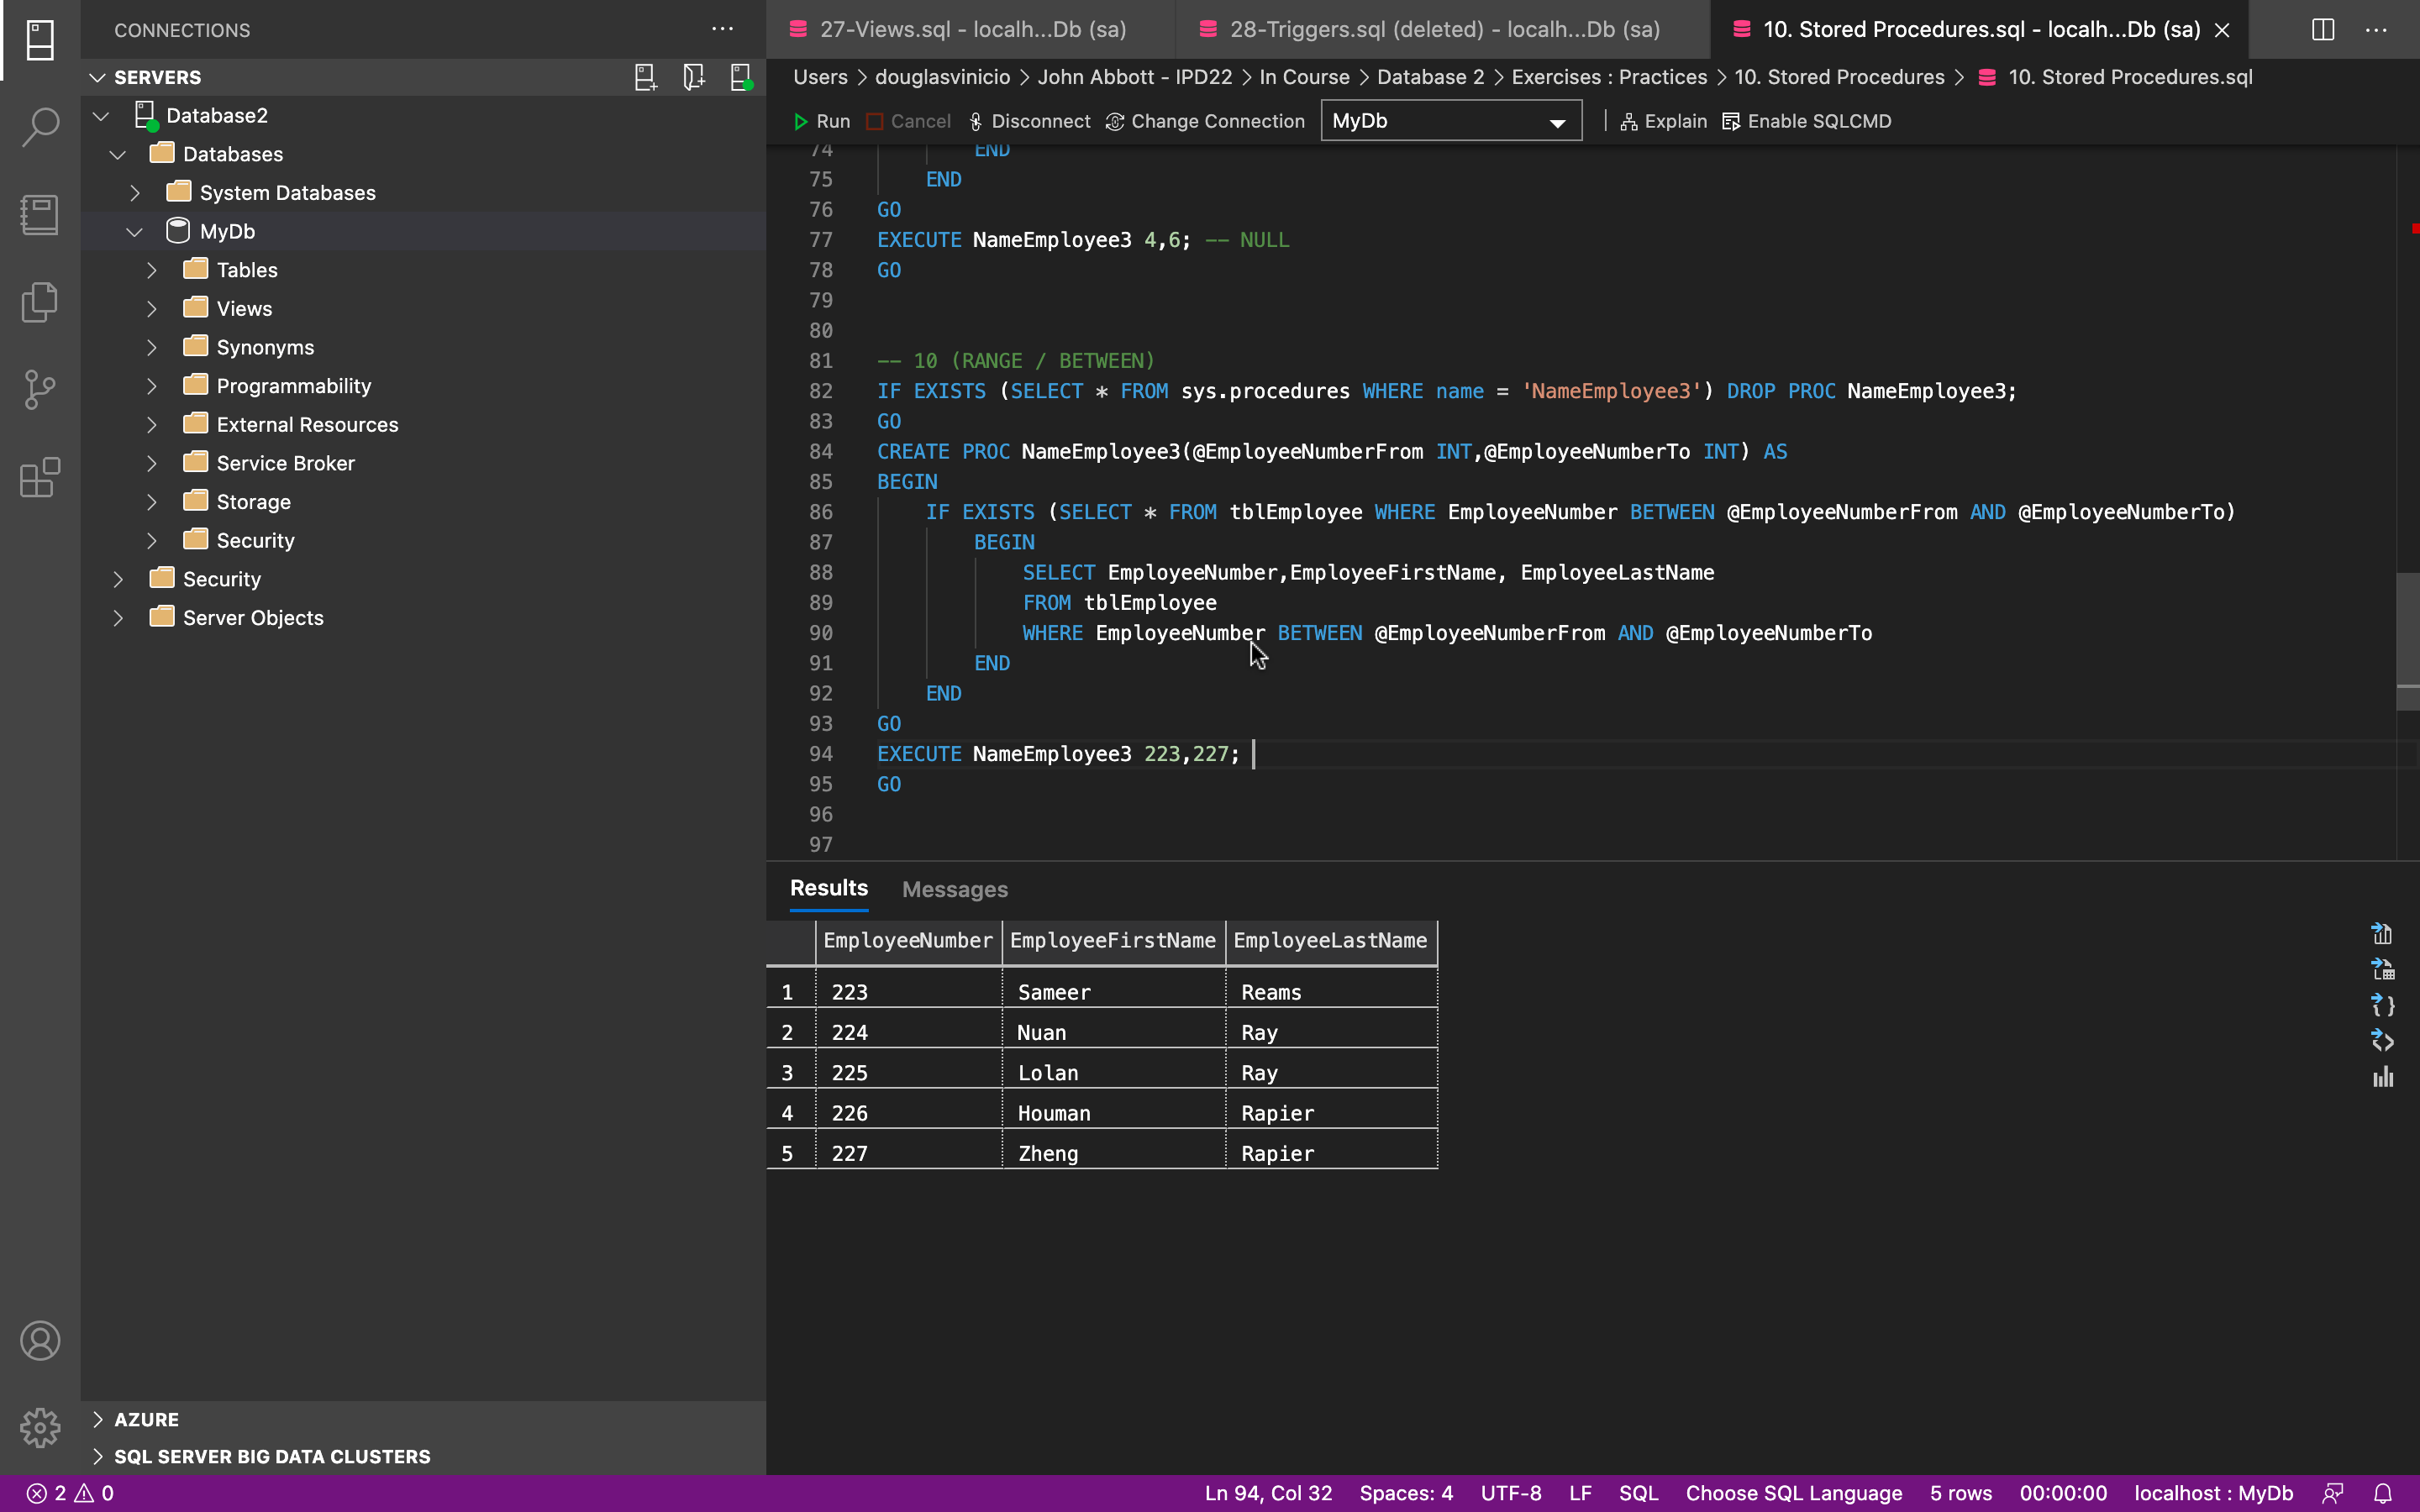 CONNECTIONS
SERVERS
Database2
Databases
System Databases
MyDb
Tables
Views
Synonyms
Programmability
External Resources
Service Broker
Storage
Security
Security
Server Objects
AZURE
SQL SERVER BIG DATA CLUSTERS
27-Views.sql - localh...Db (sa)
28-Triggers.sql (deleted) - localh...Db (sa)
10. Stored Procedures.sql - localh...Db (sa)
Users > douglasvinicio > John Abbott - IPD22 > In Course > Database 2 > Exercises : Practices > 10. Stored Procedures > 10. Stored Procedures.sql
Run Cancel Disconnect Change Connection MyDb Explain Enable SQLCMD
74 END
75 END
76 GO
77 EXECUTE NameEmployee3 4,6; -- NULL
78 GO
79
80
81 -- 10 (RANGE / BETWEEN)
82 IF EXISTS (SELECT * FROM sys.procedures WHERE name = 'NameEmployee3') DROP PROC NameEmployee3;
83 GO
84 CREATE PROC NameEmployee3(@EmployeeNumberFrom INT,@EmployeeNumberTo INT) AS
85 BEGIN
86 IF EXISTS (SELECT * FROM tblEmployee WHERE EmployeeNumber BETWEEN @EmployeeNumberFrom AND @EmployeeNumberTo)
87 BEGIN
88 SELECT EmployeeNumber,EmployeeFirstName, EmployeeLastName
89 FROM tblEmployee
90 WHERE EmployeeNumber BETWEEN @EmployeeNumberFrom AND @EmployeeNumberTo
91 END
92 END
93 GO
94 EXECUTE NameEmployee3 223,227;
95 GO
96
97
Results Messages
EmployeeNumber EmployeeFirstName EmployeeLastName
1 223 Sameer Reams
2 224 Nuan Ray
3 225 Lolan Ray
4 226 Houman Rapier
5 227 Zheng Rapier
2 0 Ln 94, Col 32 Spaces: 4 UTF-8 LF SQL Choose SQL Language 5 rows 00:00:00 localhost : MyDb